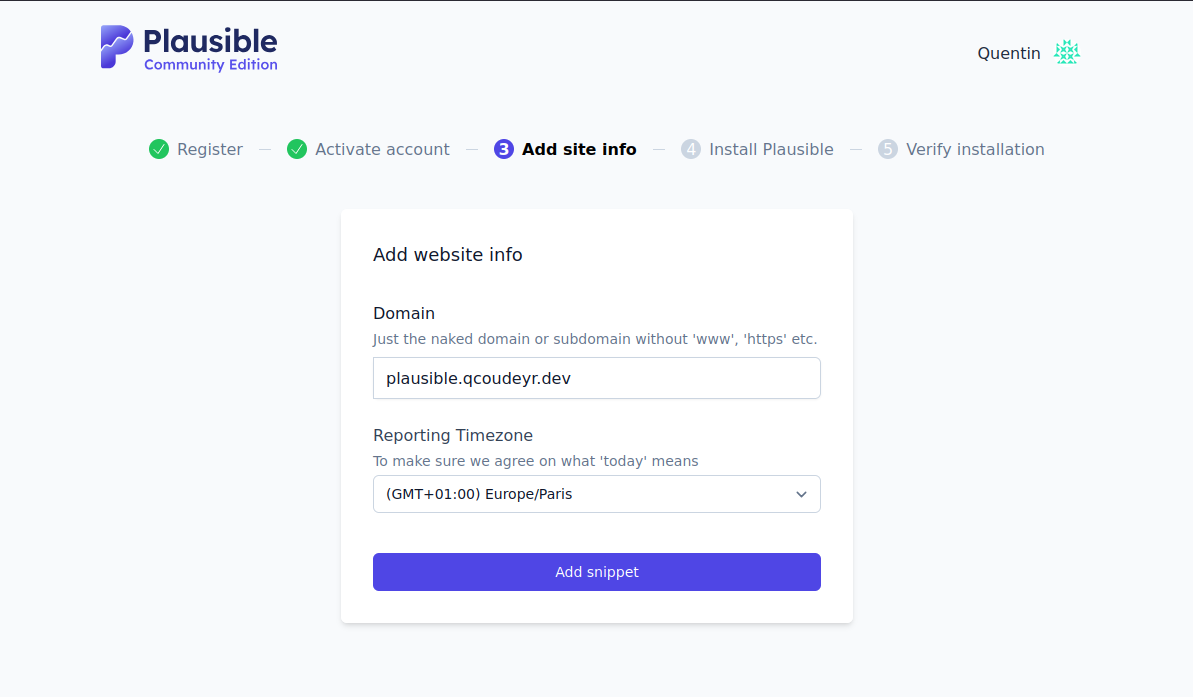 Plausible
Community Edition
Quentin
Register
Activate account
3 Add site info
4 Install Plausible
5 Verify installation
Add website info
Domain
Just the naked domain or subdomain without 'www', 'https' etc.
plausible.qcoudeyr.dev
Reporting Timezone
To make sure we agree on what 'today' means
(GMT+01:00) Europe/Paris
Add snippet